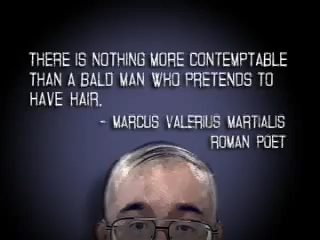 THERE IS NOTHING MORE CONTEMPTABLE
THAN A BALD MAN WHO PRETENDS TO
HAVE HAIR.
- MARCUS VALERIUS MARTIALIS
ROMAN POET